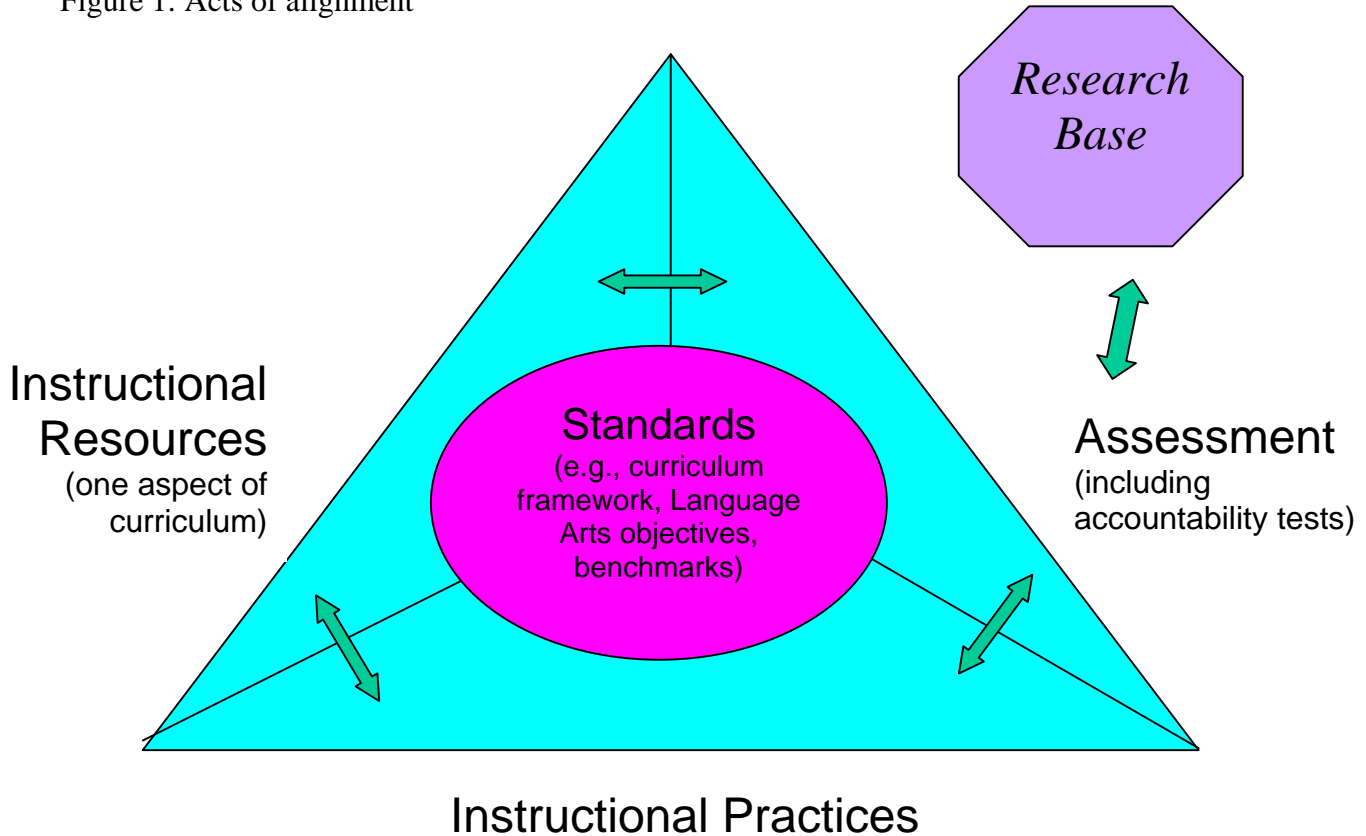 Figure 1. Acts of alignment
Research
Base
Instructional
Resources
(one aspect of
curriculum)
Standards
(e.g., curriculum
framework, Language
Arts objectives,
benchmarks)
Assessment
(including
accountability tests)
Instructional Practices